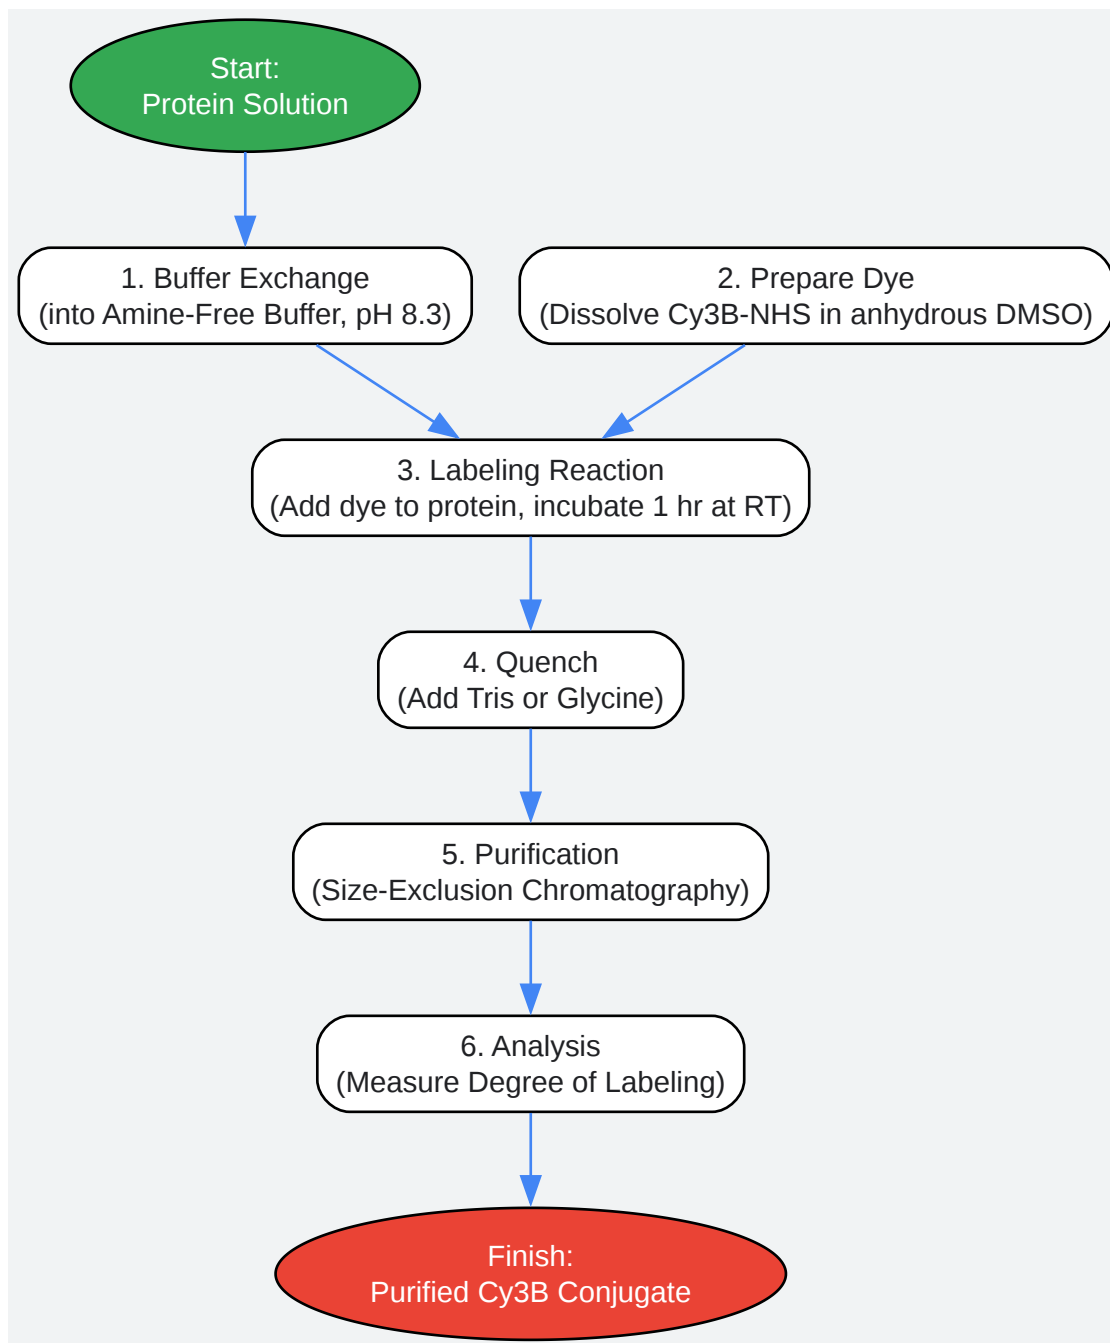 Start:
Protein Solution
1. Buffer Exchange
(into Amine-Free Buffer, pH 8.3)
2. Prepare Dye
(Dissolve Cy3B-NHS in anhydrous DMSO)
3. Labeling Reaction
(Add dye to protein, incubate 1 hr at RT)
4. Quench
(Add Tris or Glycine)
5. Purification
(Size-Exclusion Chromatography)
6. Analysis
(Measure Degree of Labeling)
Finish:
Purified Cy3B Conjugate